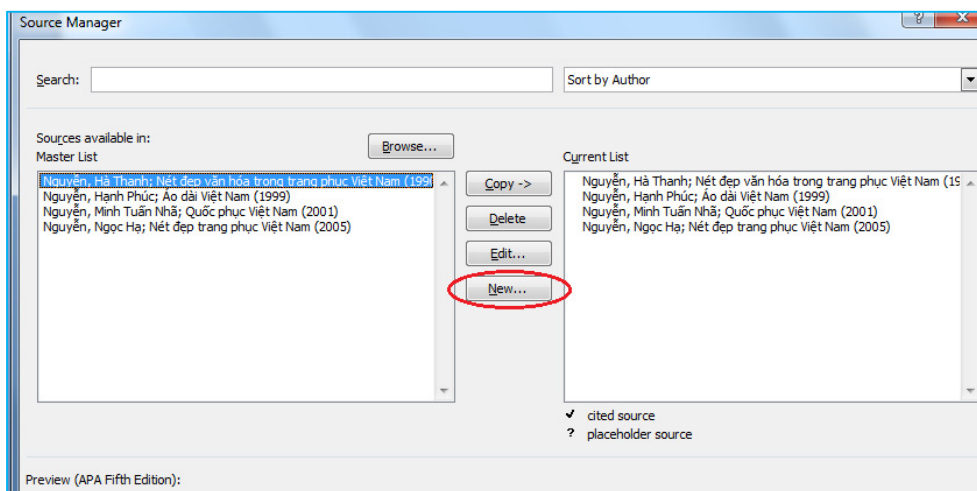 Source Manager
Search:
Sort by Author
Sources available in:
Master List
Browse...
Current List
Nguyễn, Hà Thanh; Nét đẹp văn hóa trong trang phục Việt Nam (199
Nguyễn, Hạnh Phúc; Áo dài Việt Nam (1999)
Nguyễn, Minh Tuấn Nhã; Quốc phục Việt Nam (2001)
Nguyễn, Ngọc Hạ; Nét đẹp trang phục Việt Nam (2005)
Copy ->
Delete
Edit...
New...
Nguyễn, Hà Thanh; Nét đẹp văn hóa trong trang phục Việt Nam (19
Nguyễn, Hạnh Phúc; Áo dài Việt Nam (1999)
Nguyễn, Minh Tuấn Nhã; Quốc phục Việt Nam (2001)
Nguyễn, Ngọc Hạ; Nét đẹp trang phục Việt Nam (2005)
✓ cited source
? placeholder source
Preview (APA Fifth Edition):